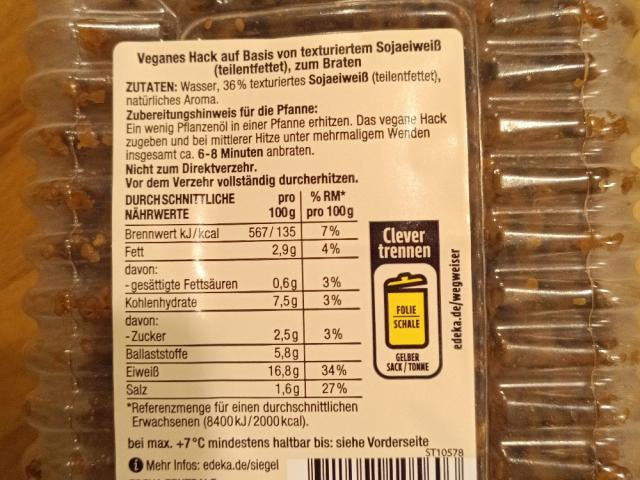 Veganes Hack auf Basis von texturiertem Sojaeiweiß
(teilentfettet), zum Braten
ZUTATEN: Wasser, 36% texturiertes Sojaeiweiß (teilentfettet),
natürliches Aroma.
Zubereitungshinweis für die Pfanne:
Ein wenig Pflanzenöl in einer Pfanne erhitzen. Das vegane Hack
zugeben und bei mittlerer Hitze unter mehrmaligem Wenden
insgesamt ca. 6-8 Minuten anbraten.
Nicht zum Direktverzehr.
Vor dem Verzehr vollständig durcherhitzen.
DURCHSCHNITTLICHE pro % RM*
NÄHRWERTE 100g pro 100g
Brennwert kJ/kcal 567/135 7%
Fett 2,9g 4%
davon:
-gesättigte Fettsäuren 0,6g 3%
Kohlenhydrate 7,5g 3%
davon:
-Zucker 2,5g 3%
Ballaststoffe 5,8g
Eiweiß 16,8g 34%
Salz 1,6g 27%
*Referenzmenge für einen durchschnittlichen
Erwachsenen (8400kJ/2000kcal).
bei max. +7°C mindestens haltbar bis: siehe Vorderseite
ST10578
i Mehr Infos: edeka.de/siegel
Clever
trennen
FOLIE
SCHALE
GELBER
SACK/TONNE
edeka.de/wegweiser